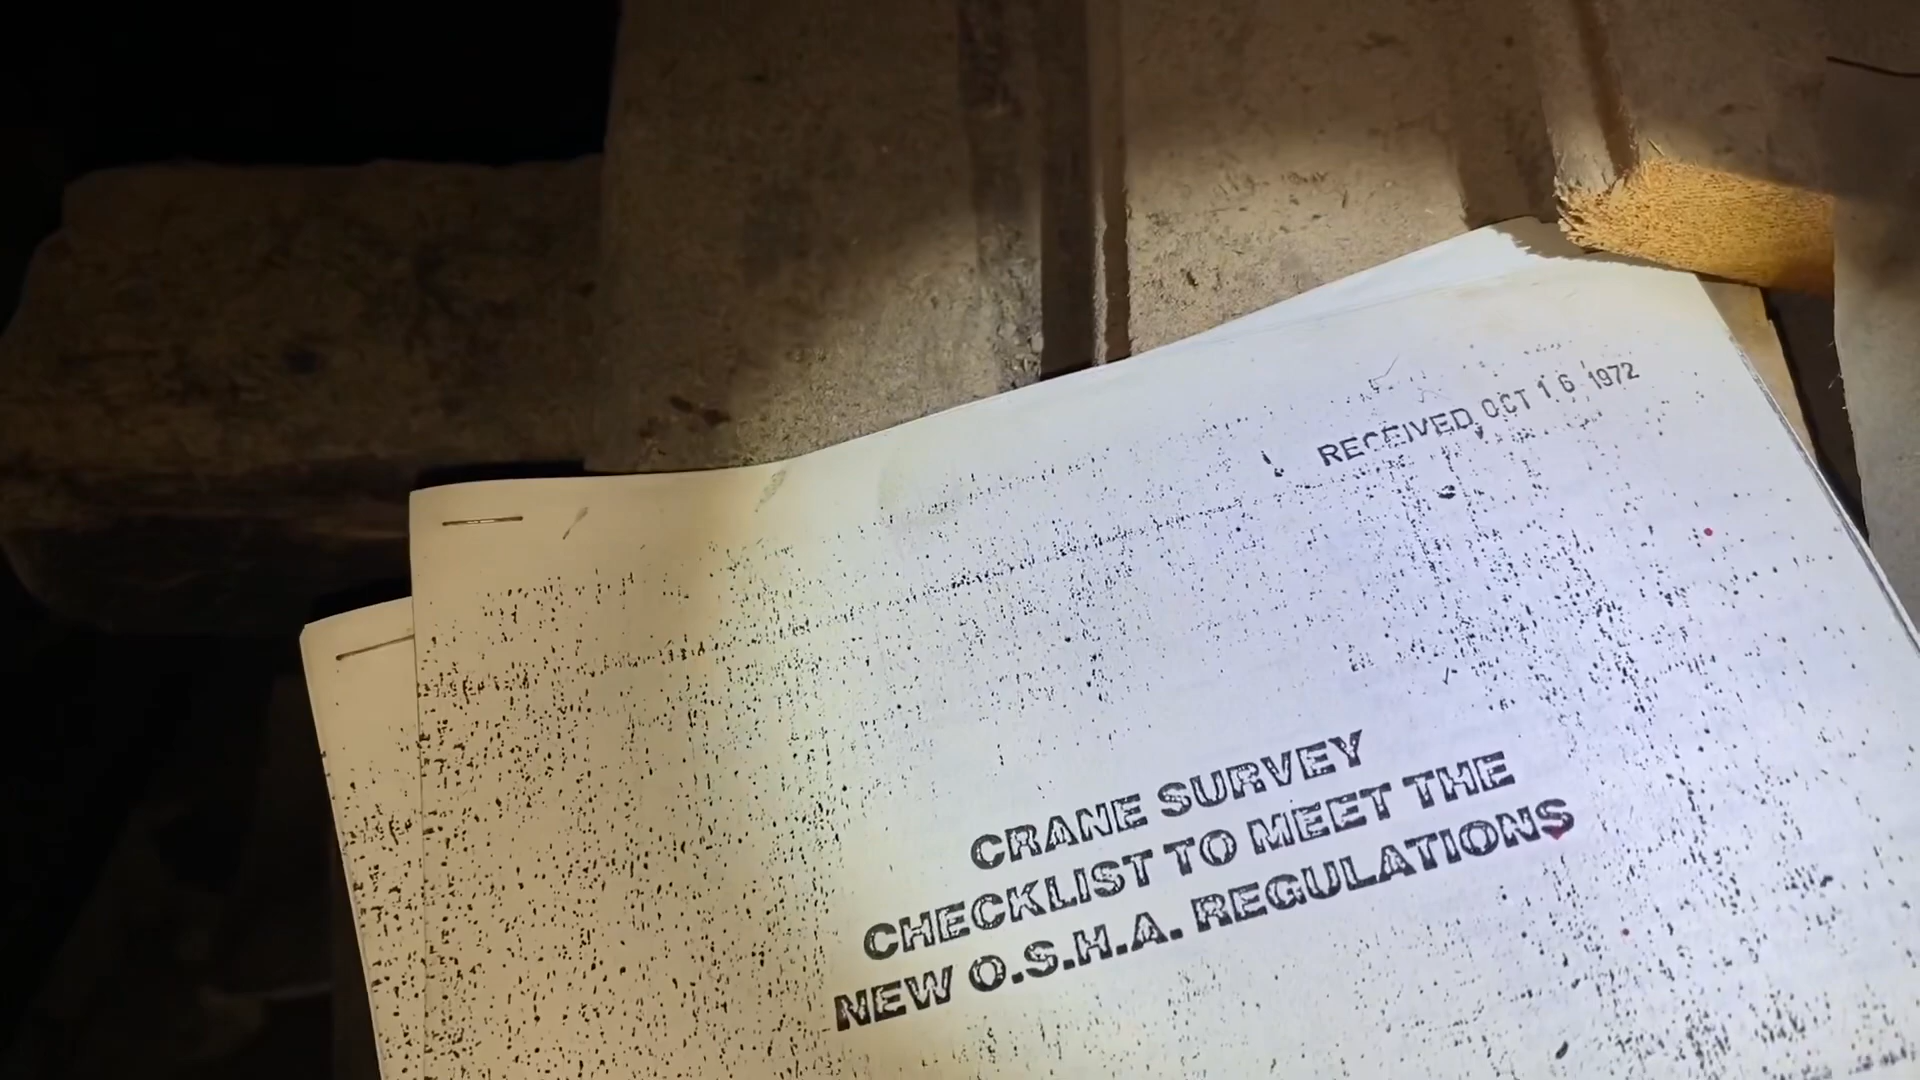 RECEIVED OCT 16 1972
CRANE SURVEY
CHECKLIST TO MEET THE
NEW O.S.H.A. REGULATIONS